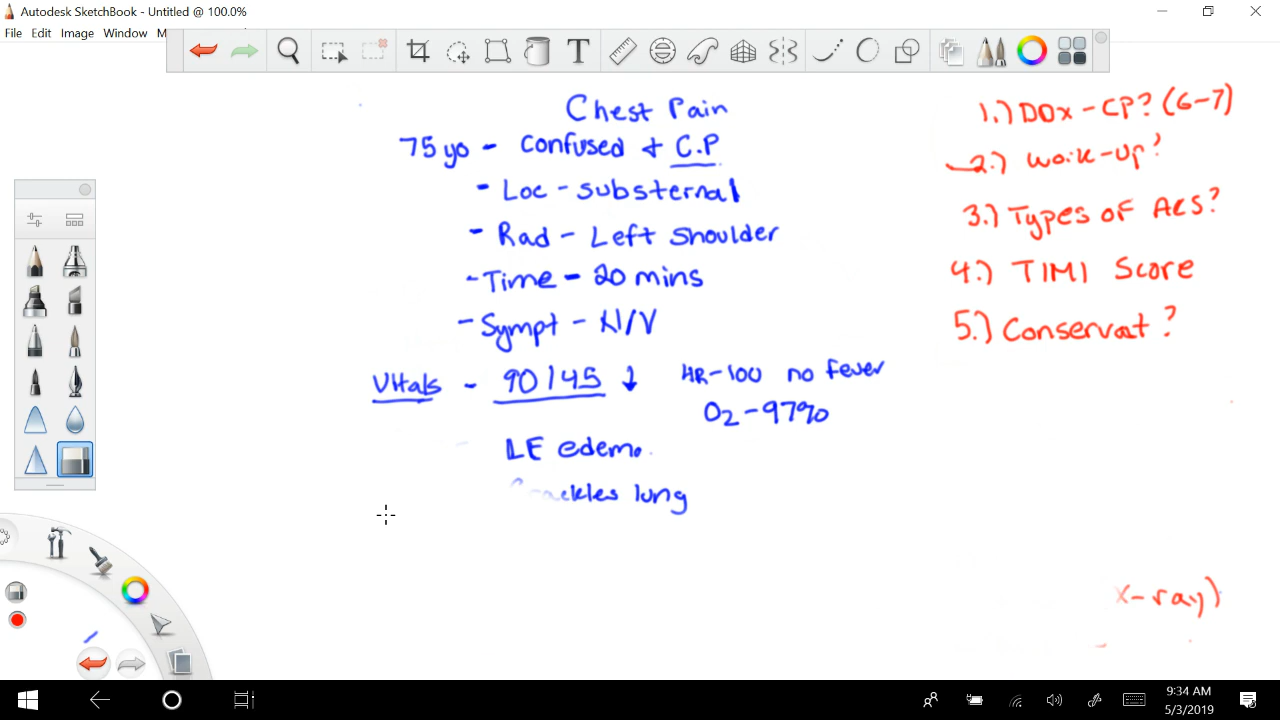 Autodesk SketchBook - Untitled @ 100.0%
File Edit Image Window M
Chest Pain
75 yo - Confused + C.P
- Loc - substernal
- Rad - Left Shoulder
- Time - 20 mins
- Sympt - N/V
Vitals - 90/45 ↓ HR-100 no fever
O2-97%
LE edema
Crackles lung
1.) DDx - CP? (6-7)
2.) Work-up?
3.) Types of ACS?
4.) TIMI Score
5.) Conservat?
x-ray)
9:34 AM
5/3/2019